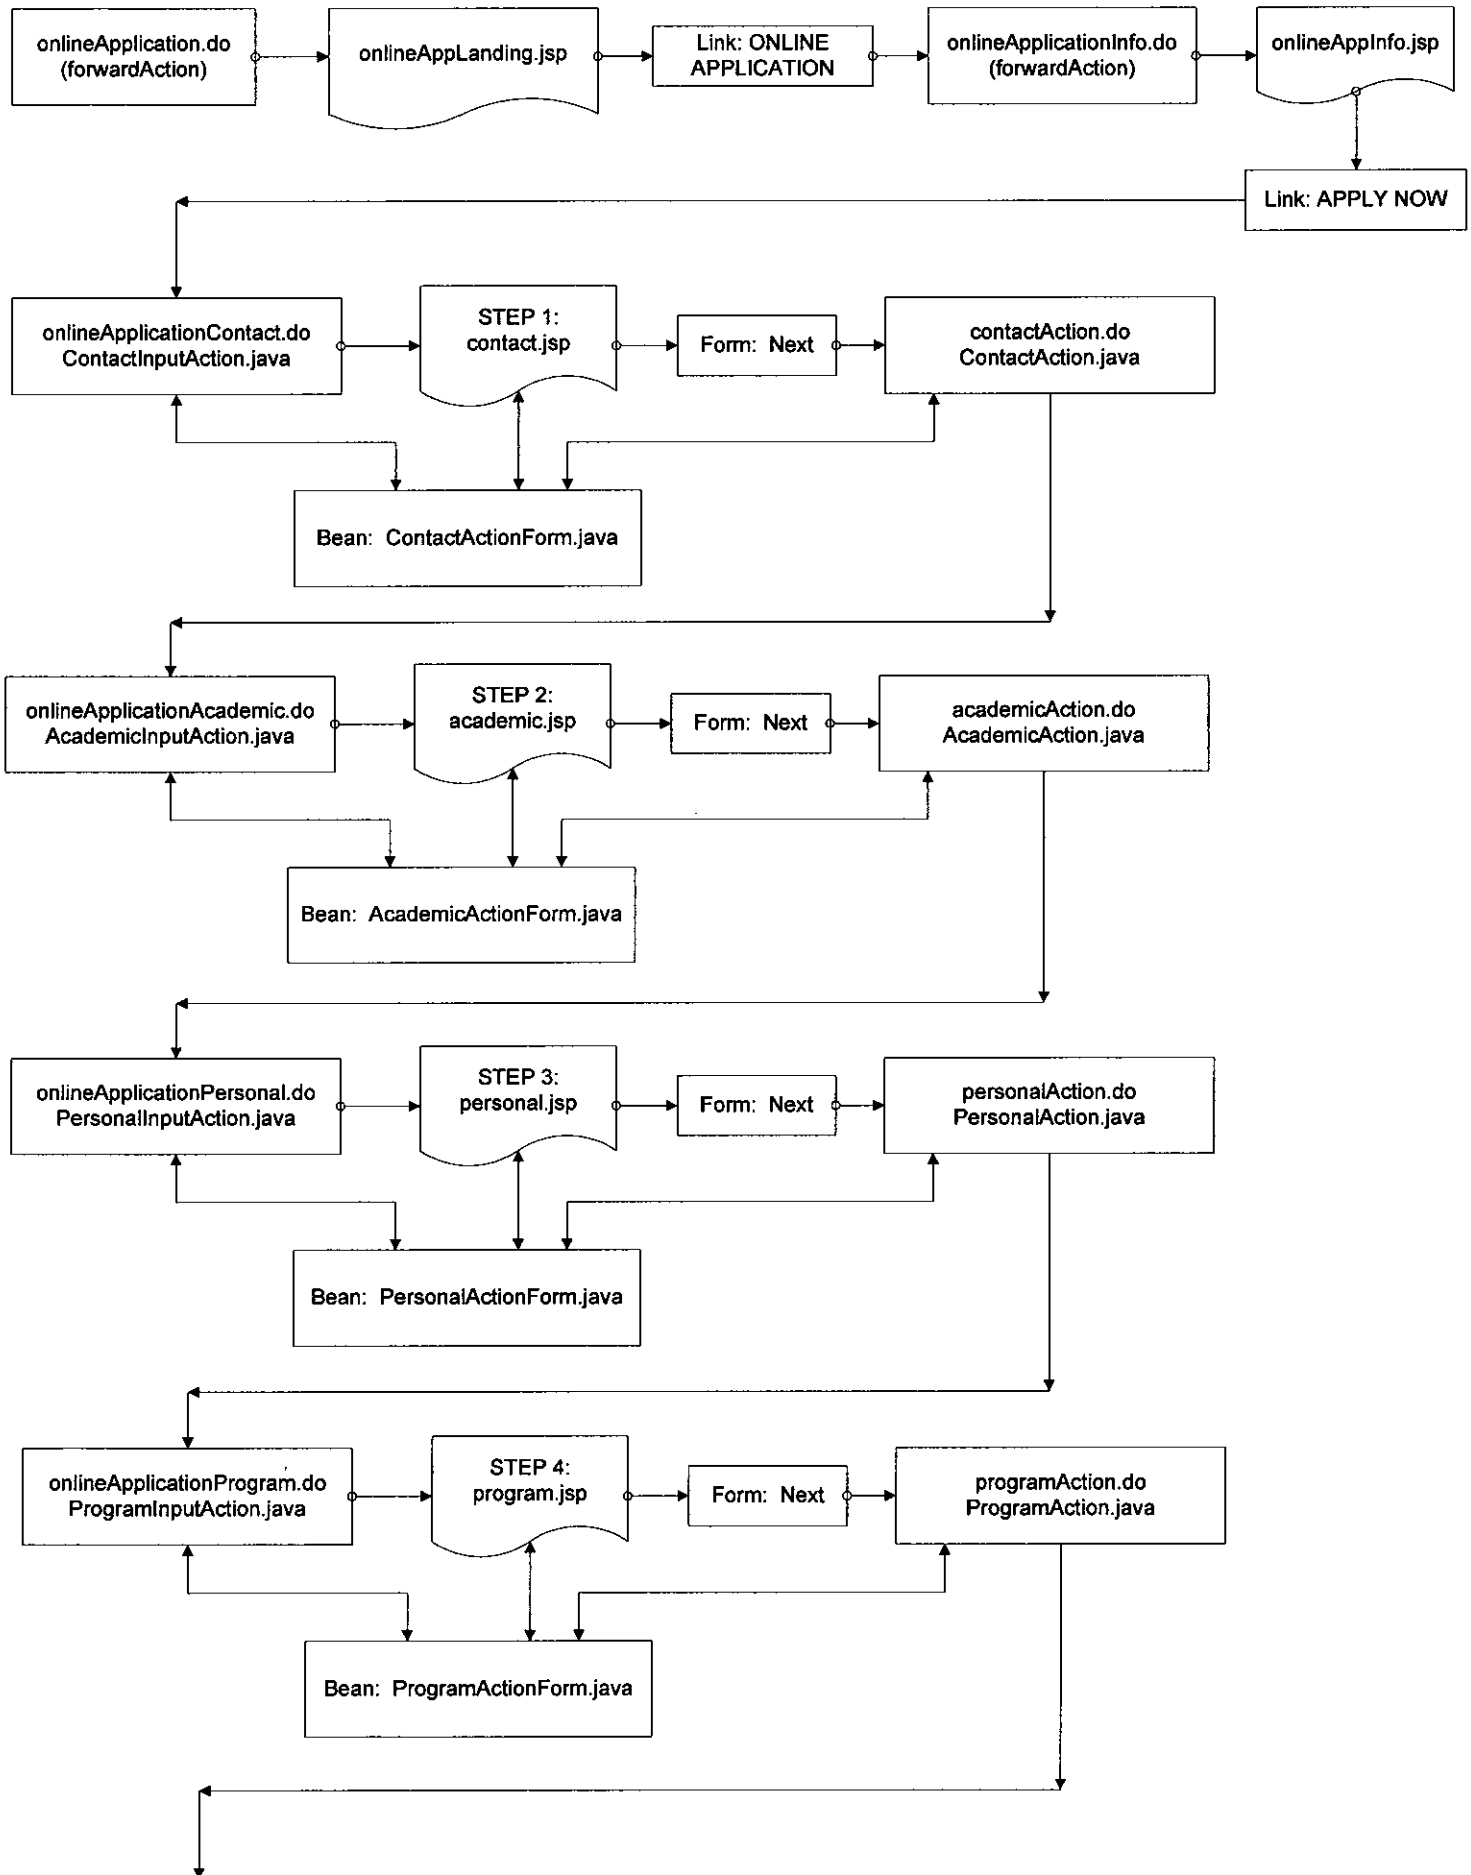 onlineApplication.do
(forwardAction)
onlineAppLanding.jsp
Link: ONLINE
APPLICATION
onlineApplicationInfo.do
(forwardAction)
onlineAppInfo.jsp
Link: APPLY NOW
onlineApplicationContact.do
ContactInputAction.java
STEP 1:
contact.jsp
Form: Next
contactAction.do
ContactAction.java
Bean: ContactActionForm.java
onlineApplicationAcademic.do
AcademicInputAction.java
STEP 2:
academic.jsp
Form: Next
academicAction.do
AcademicAction.java
Bean: AcademicActionForm.java
onlineApplicationPersonal.do
PersonalInputAction.java
STEP 3:
personal.jsp
Form: Next
personalAction.do
PersonalAction.java
Bean: PersonalActionForm.java
onlineApplicationProgram.do
ProgramInputAction.java
STEP 4:
program.jsp
Form: Next
programAction.do
ProgramAction.java
Bean: ProgramActionForm.java